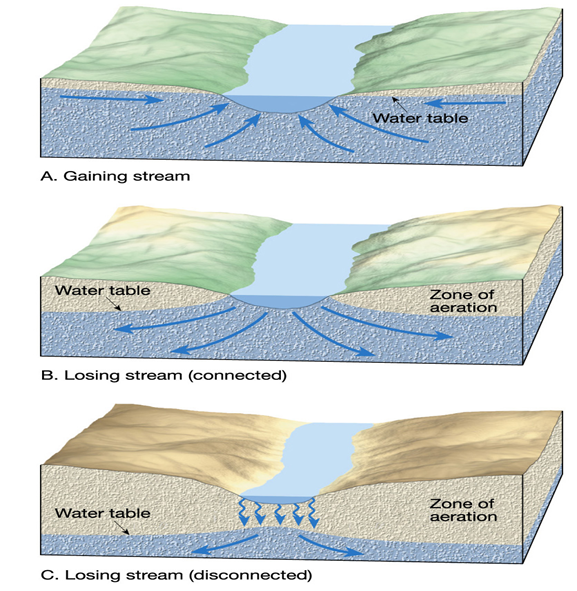 Water table
A. Gaining stream
Water table
Zone of
aeration
B. Losing stream (connected)
Water table
Zone of
aeration
C. Losing stream (disconnected)